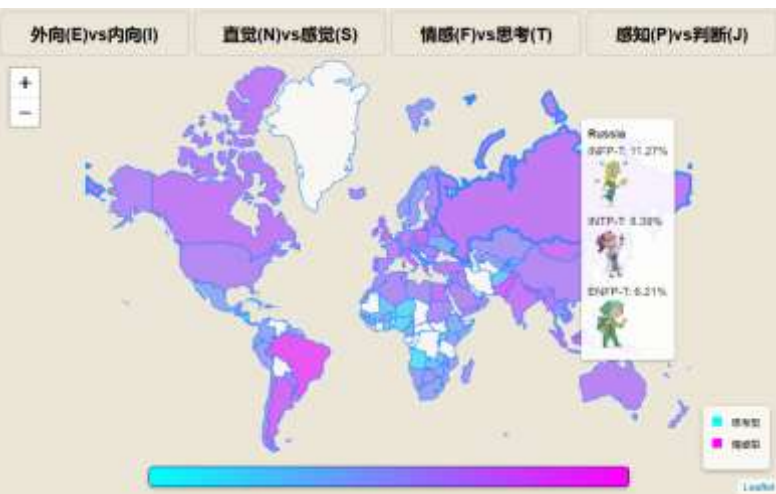 外向(E)vs内向(I)
直觉(N)vs感觉(S)
情感(F)vs思考(T)
感知(P)vs判断(J)
+
−
Russia
INFP-T: 11.27%
INTP-T: 8.39%
ENFP-T: 6.21%
Leaflet